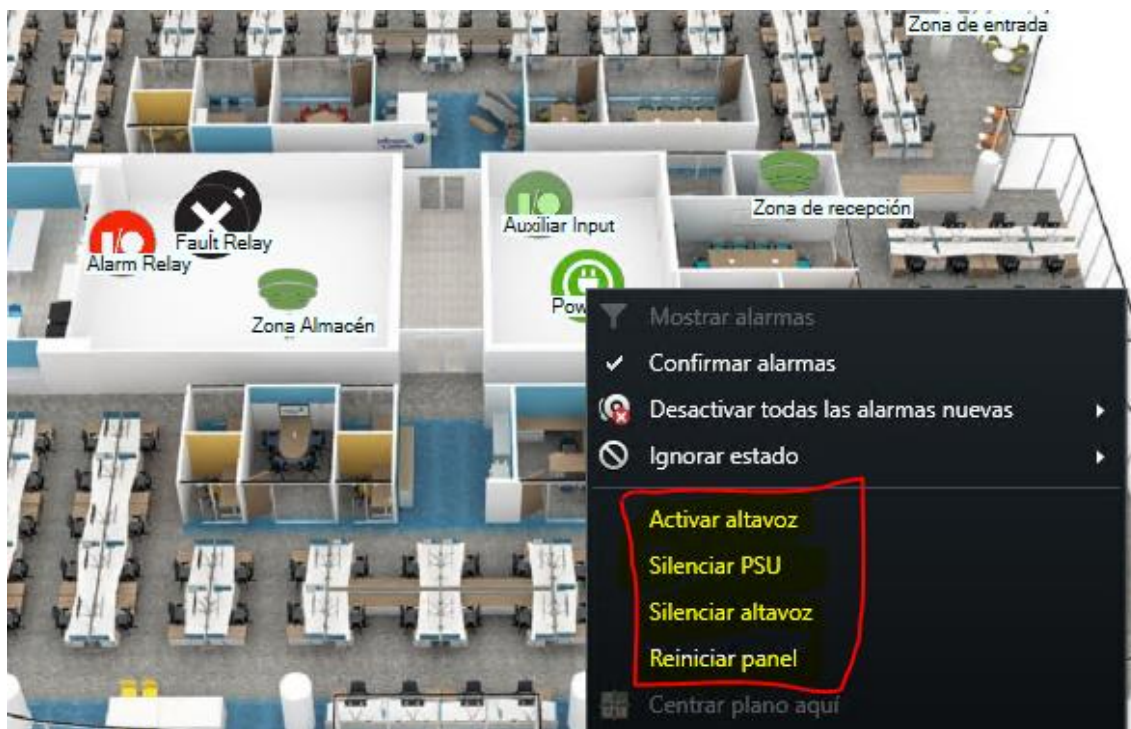 Zona de entrada
Zona de recepción
Auxiliar Input
Fault Relay
Alarm Relay
Pow
Zona Almacén
Mostrar alarmas
Confirmar alarmas
Desactivar todas las alarmas nuevas
Ignorar estado
Activar altavoz
Silenciar PSU
Silenciar altavoz
Reiniciar panel
Centrar plano aquí